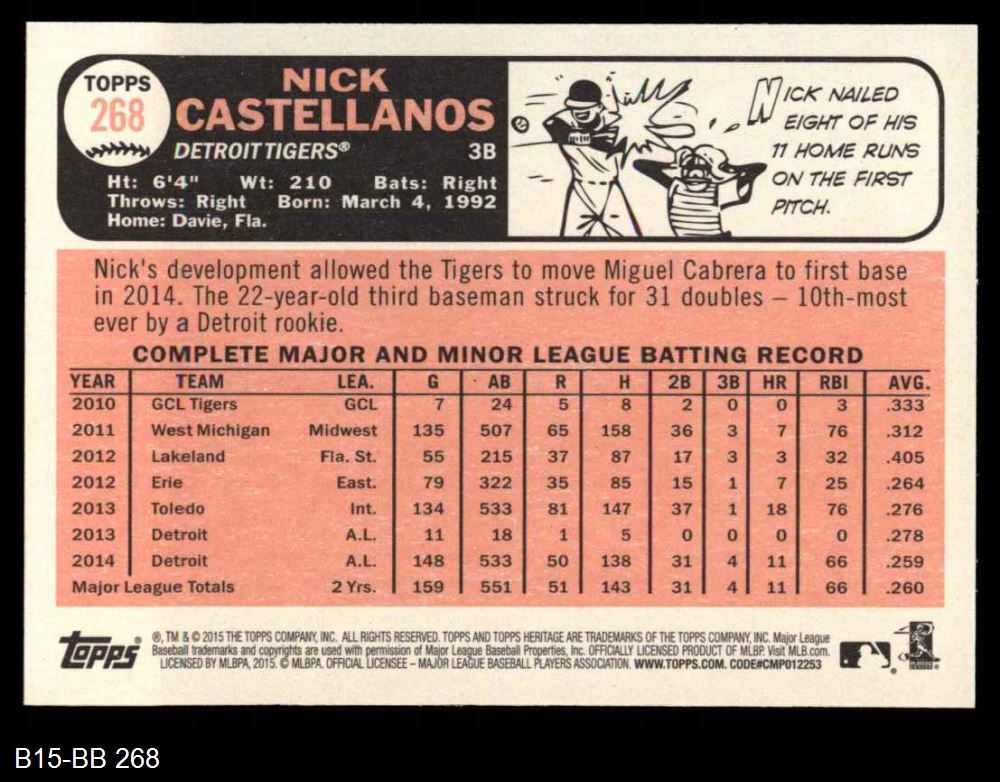 TOPPS
268
NICK
CASTELLANOS
DETROIT TIGERS® 3B
Ht: 6'4" Wt: 210 Bats: Right
Throws: Right Born: March 4, 1992
Home: Davie, Fla.
NICK NAILED
EIGHT OF HIS
11 HOME RUNS
ON THE FIRST
PITCH.
Nick's development allowed the Tigers to move Miguel Cabrera to first base
in 2014. The 22-year-old third baseman struck for 31 doubles – 10th-most
ever by a Detroit rookie.
COMPLETE MAJOR AND MINOR LEAGUE BATTING RECORD
YEAR TEAM LEA. G AB R H 2B 3B HR RBI AVG.
2010 GCL Tigers GCL 7 24 5 8 2 0 0 3 .333
2011 West Michigan Midwest 135 507 65 158 36 3 7 76 .312
2012 Lakeland Fla. St. 55 215 37 87 17 3 3 32 .405
2012 Erie East. 79 322 35 85 15 1 7 25 .264
2013 Toledo Int. 134 533 81 147 37 1 18 76 .276
2013 Detroit A.L. 11 18 1 5 0 0 0 0 .278
2014 Detroit A.L. 148 533 50 138 31 4 11 66 .259
Major League Totals 2 Yrs. 159 551 51 143 31 4 11 66 .260
topps®
®, TM & © 2015 THE TOPPS COMPANY, INC. ALL RIGHTS RESERVED. TOPPS AND TOPPS HERITAGE ARE TRADEMARKS OF THE TOPPS COMPANY, INC. Major League
Baseball trademarks and copyrights are used with permission of Major League Baseball Properties, Inc. OFFICIALLY LICENSED PRODUCT OF MLBP. Visit MLB.com.
LICENSED BY MLBPA, 2015. © MLBPA. OFFICIAL LICENSEE – MAJOR LEAGUE BASEBALL PLAYERS ASSOCIATION. WWW.TOPPS.COM. CODE#CMP012253
B15-BB 268